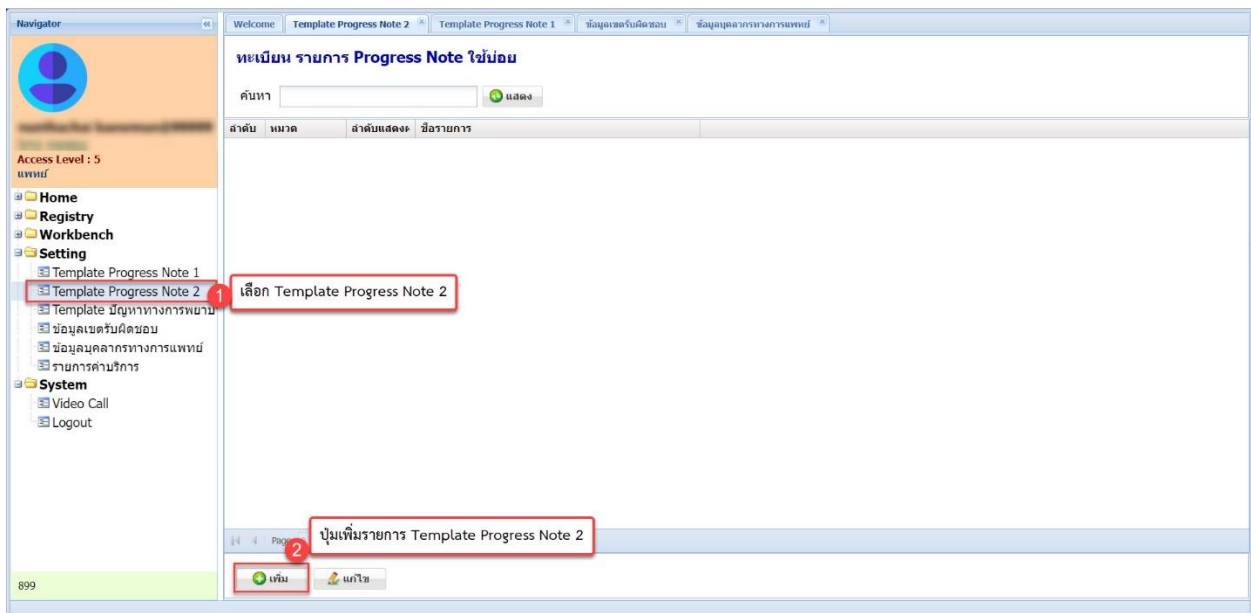 Navigator
Welcome Template Progress Note 2 Template Progress Note 1 ข้อมูลเขตรับผิดชอบ ข้อมูลบุคลากรทางการแพทย์
ทะเบียน รายการ Progress Note ใช้บ่อย
ค้นหา แสดง
ลำดับ หมวด ลำดับแสดงผ ชื่อรายการ
Access Level : 5
แพทย์
Home
Registry
Workbench
Setting
Template Progress Note 1
Template Progress Note 2
1 เลือก Template Progress Note 2
Template ปัญหาทางการพยาบ
ข้อมูลเขตรับผิดชอบ
ข้อมูลบุคลากรทางการแพทย์
รายการค่าบริการ
System
Video Call
Logout
ปุ่มเพิ่มรายการ Template Progress Note 2
Page
2
เพิ่ม แก้ไข
899